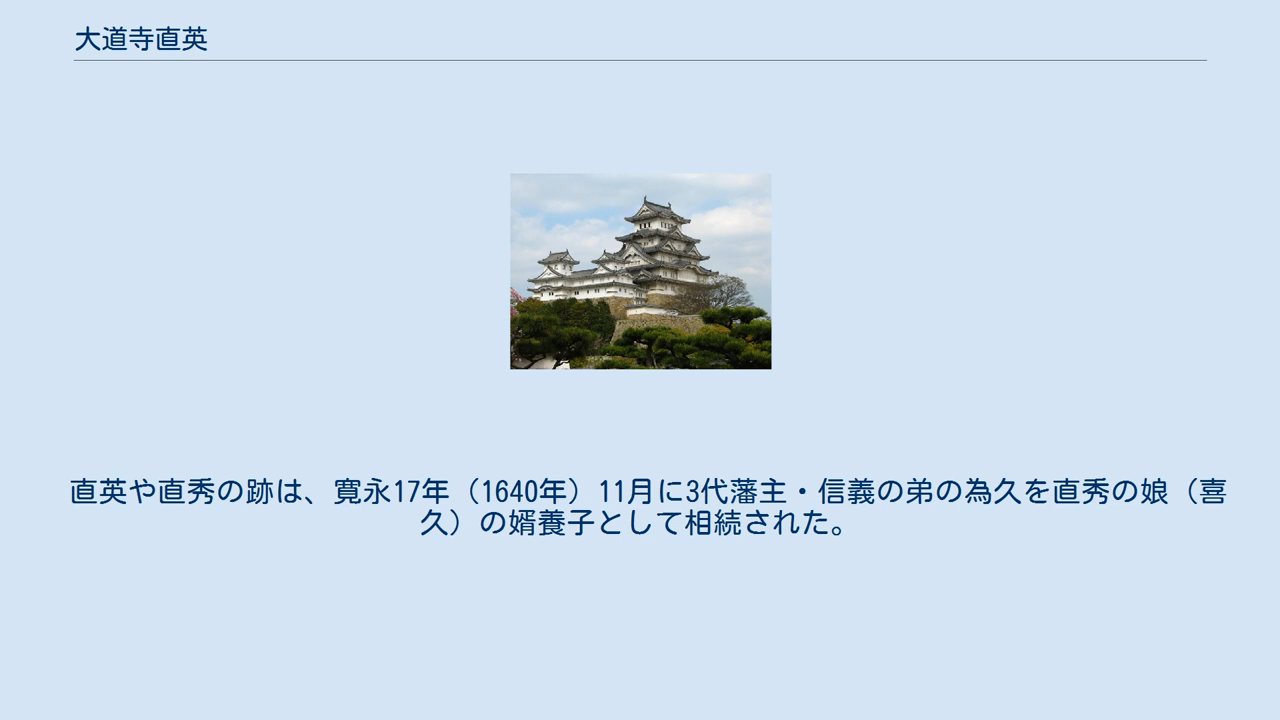 大道寺直英
直英や直秀の跡は、寛永17年（1640年）11月に3代藩主・信義の弟の為久を直秀の娘（喜
久）の婿養子として相続された。